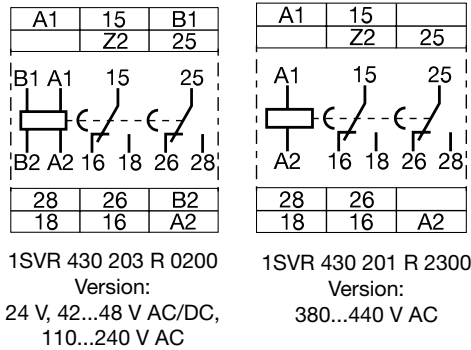 A1 15 B1
Z2 25
B1 A1 15 25
B2 A2 16 18 26 28
28 26 B2
18 16 A2
1SVR 430 203 R 0200
Version:
24 V, 42...48 V AC/DC,
110...240 V AC
A1 15
Z2 25
A1 15 25
A2 16 18 26 28
28 26
18 16 A2
1SVR 430 201 R 2300
Version:
380...440 V AC